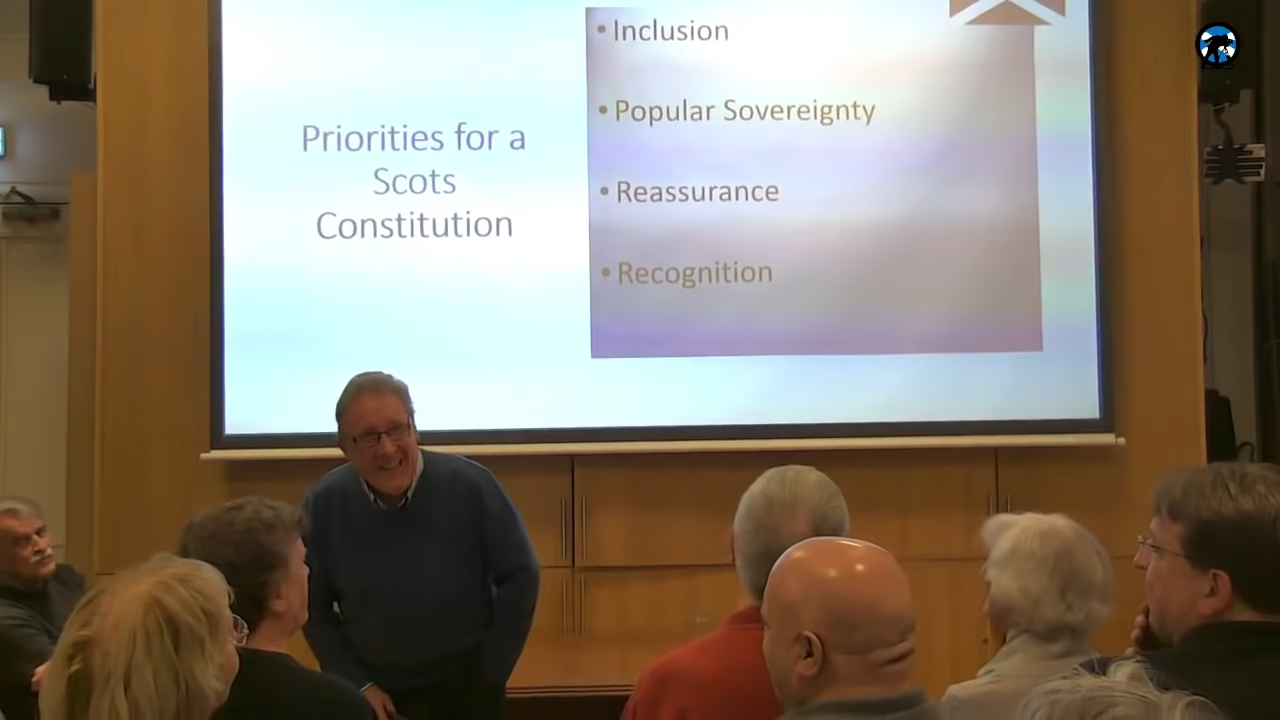 Priorities for a
Scots
Constitution
• Inclusion
• Popular Sovereignty
• Reassurance
• Recognition